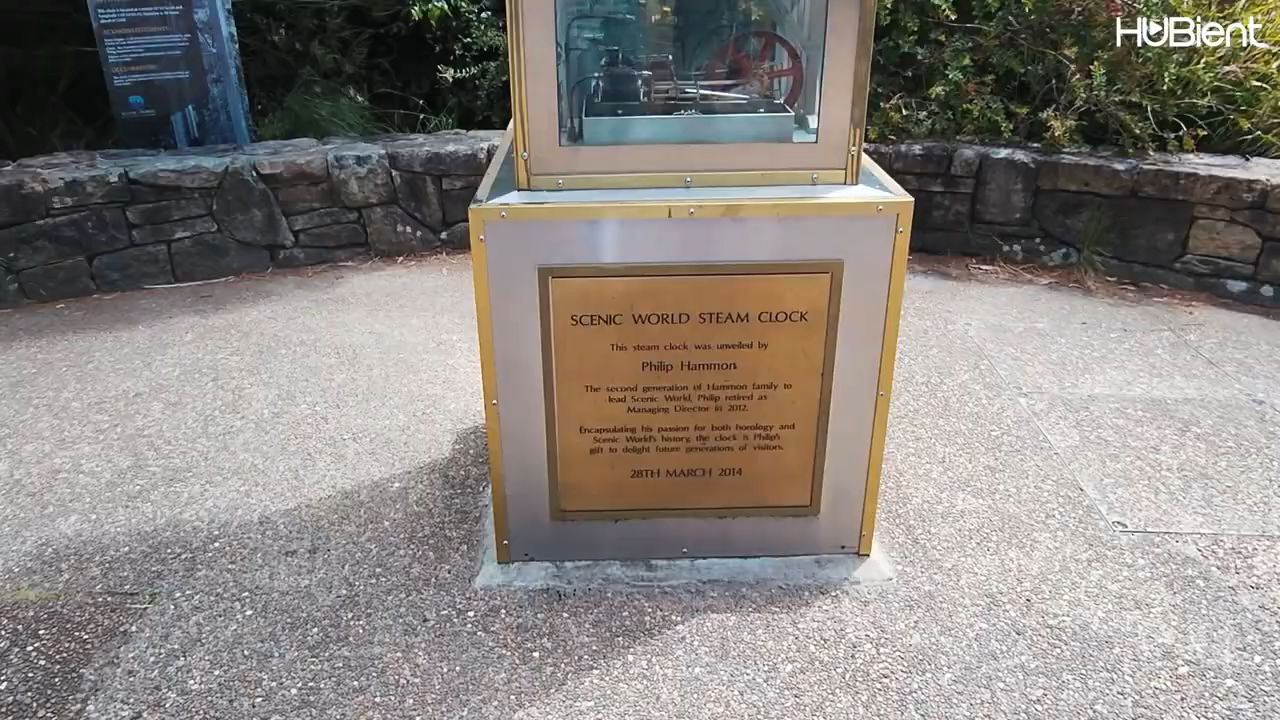 HUBient
ACKNOWLEDGEMENTS
SCENIC WORLD STEAM CLOCK
This steam clock was unveiled by
Philip Hammon
The second generation of Hammon family to
lead Scenic World, Philip retired as
Managing Director in 2012.
Encapsulating his passion for both horology and
Scenic World's history, the clock is Philip's
gift to delight future generations of visitors.
28TH MARCH 2014